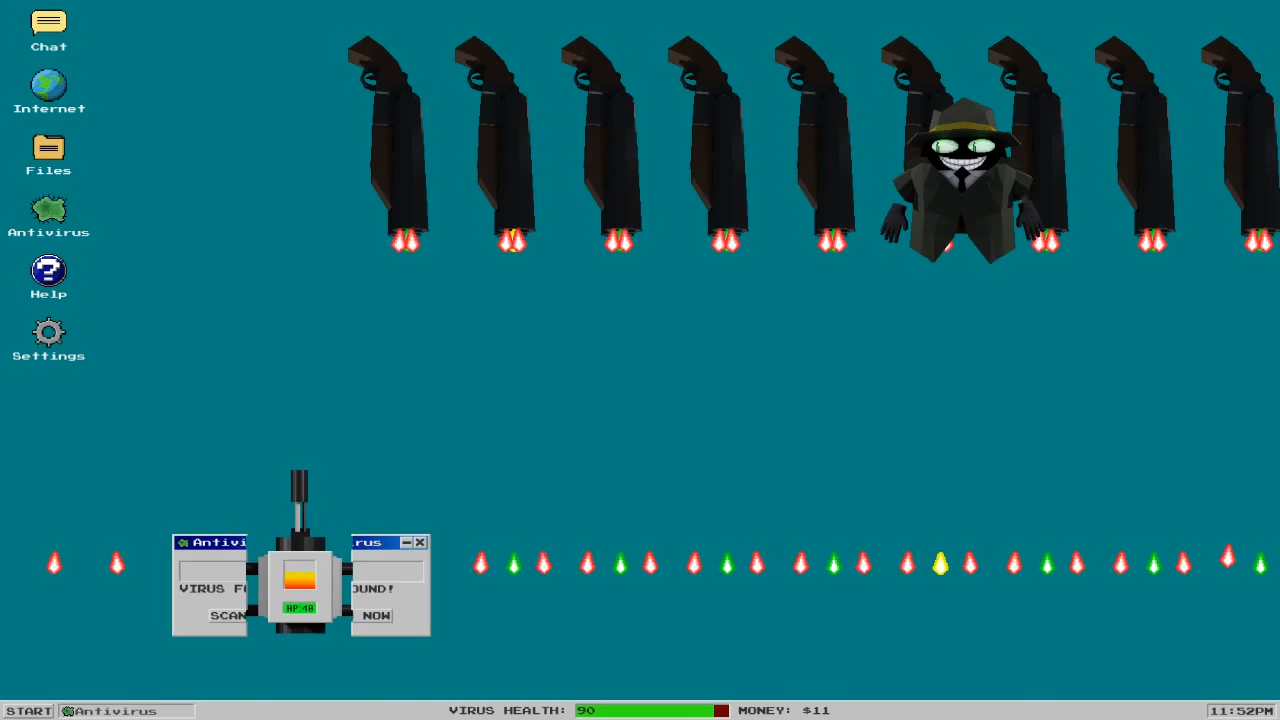 Chat
Internet
Files
Antivirus
Help
Settings
Antivi rus
VIRUS F OUND!
HP:40
SCAN NOW
START Antivirus VIRUS HEALTH: 90 MONEY: $11 11:52PM